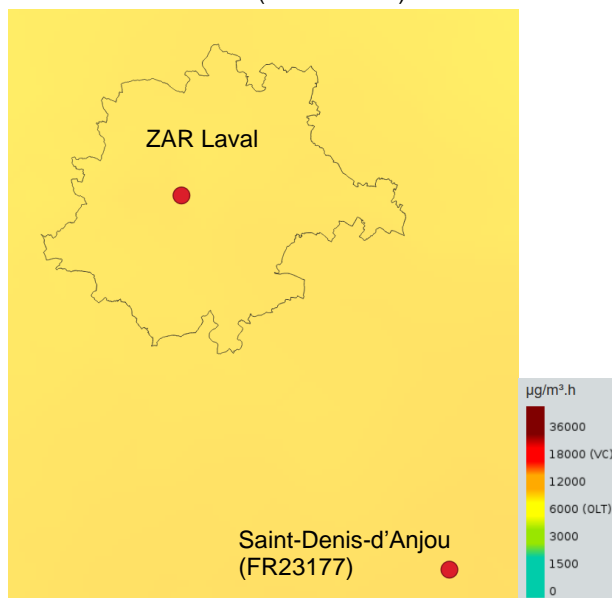 ZAR Laval
Saint-Denis-d'Anjou
(FR23177)
µg/m³.h
36000
18000 (VC)
12000
6000 (OLT)
3000
1500
0